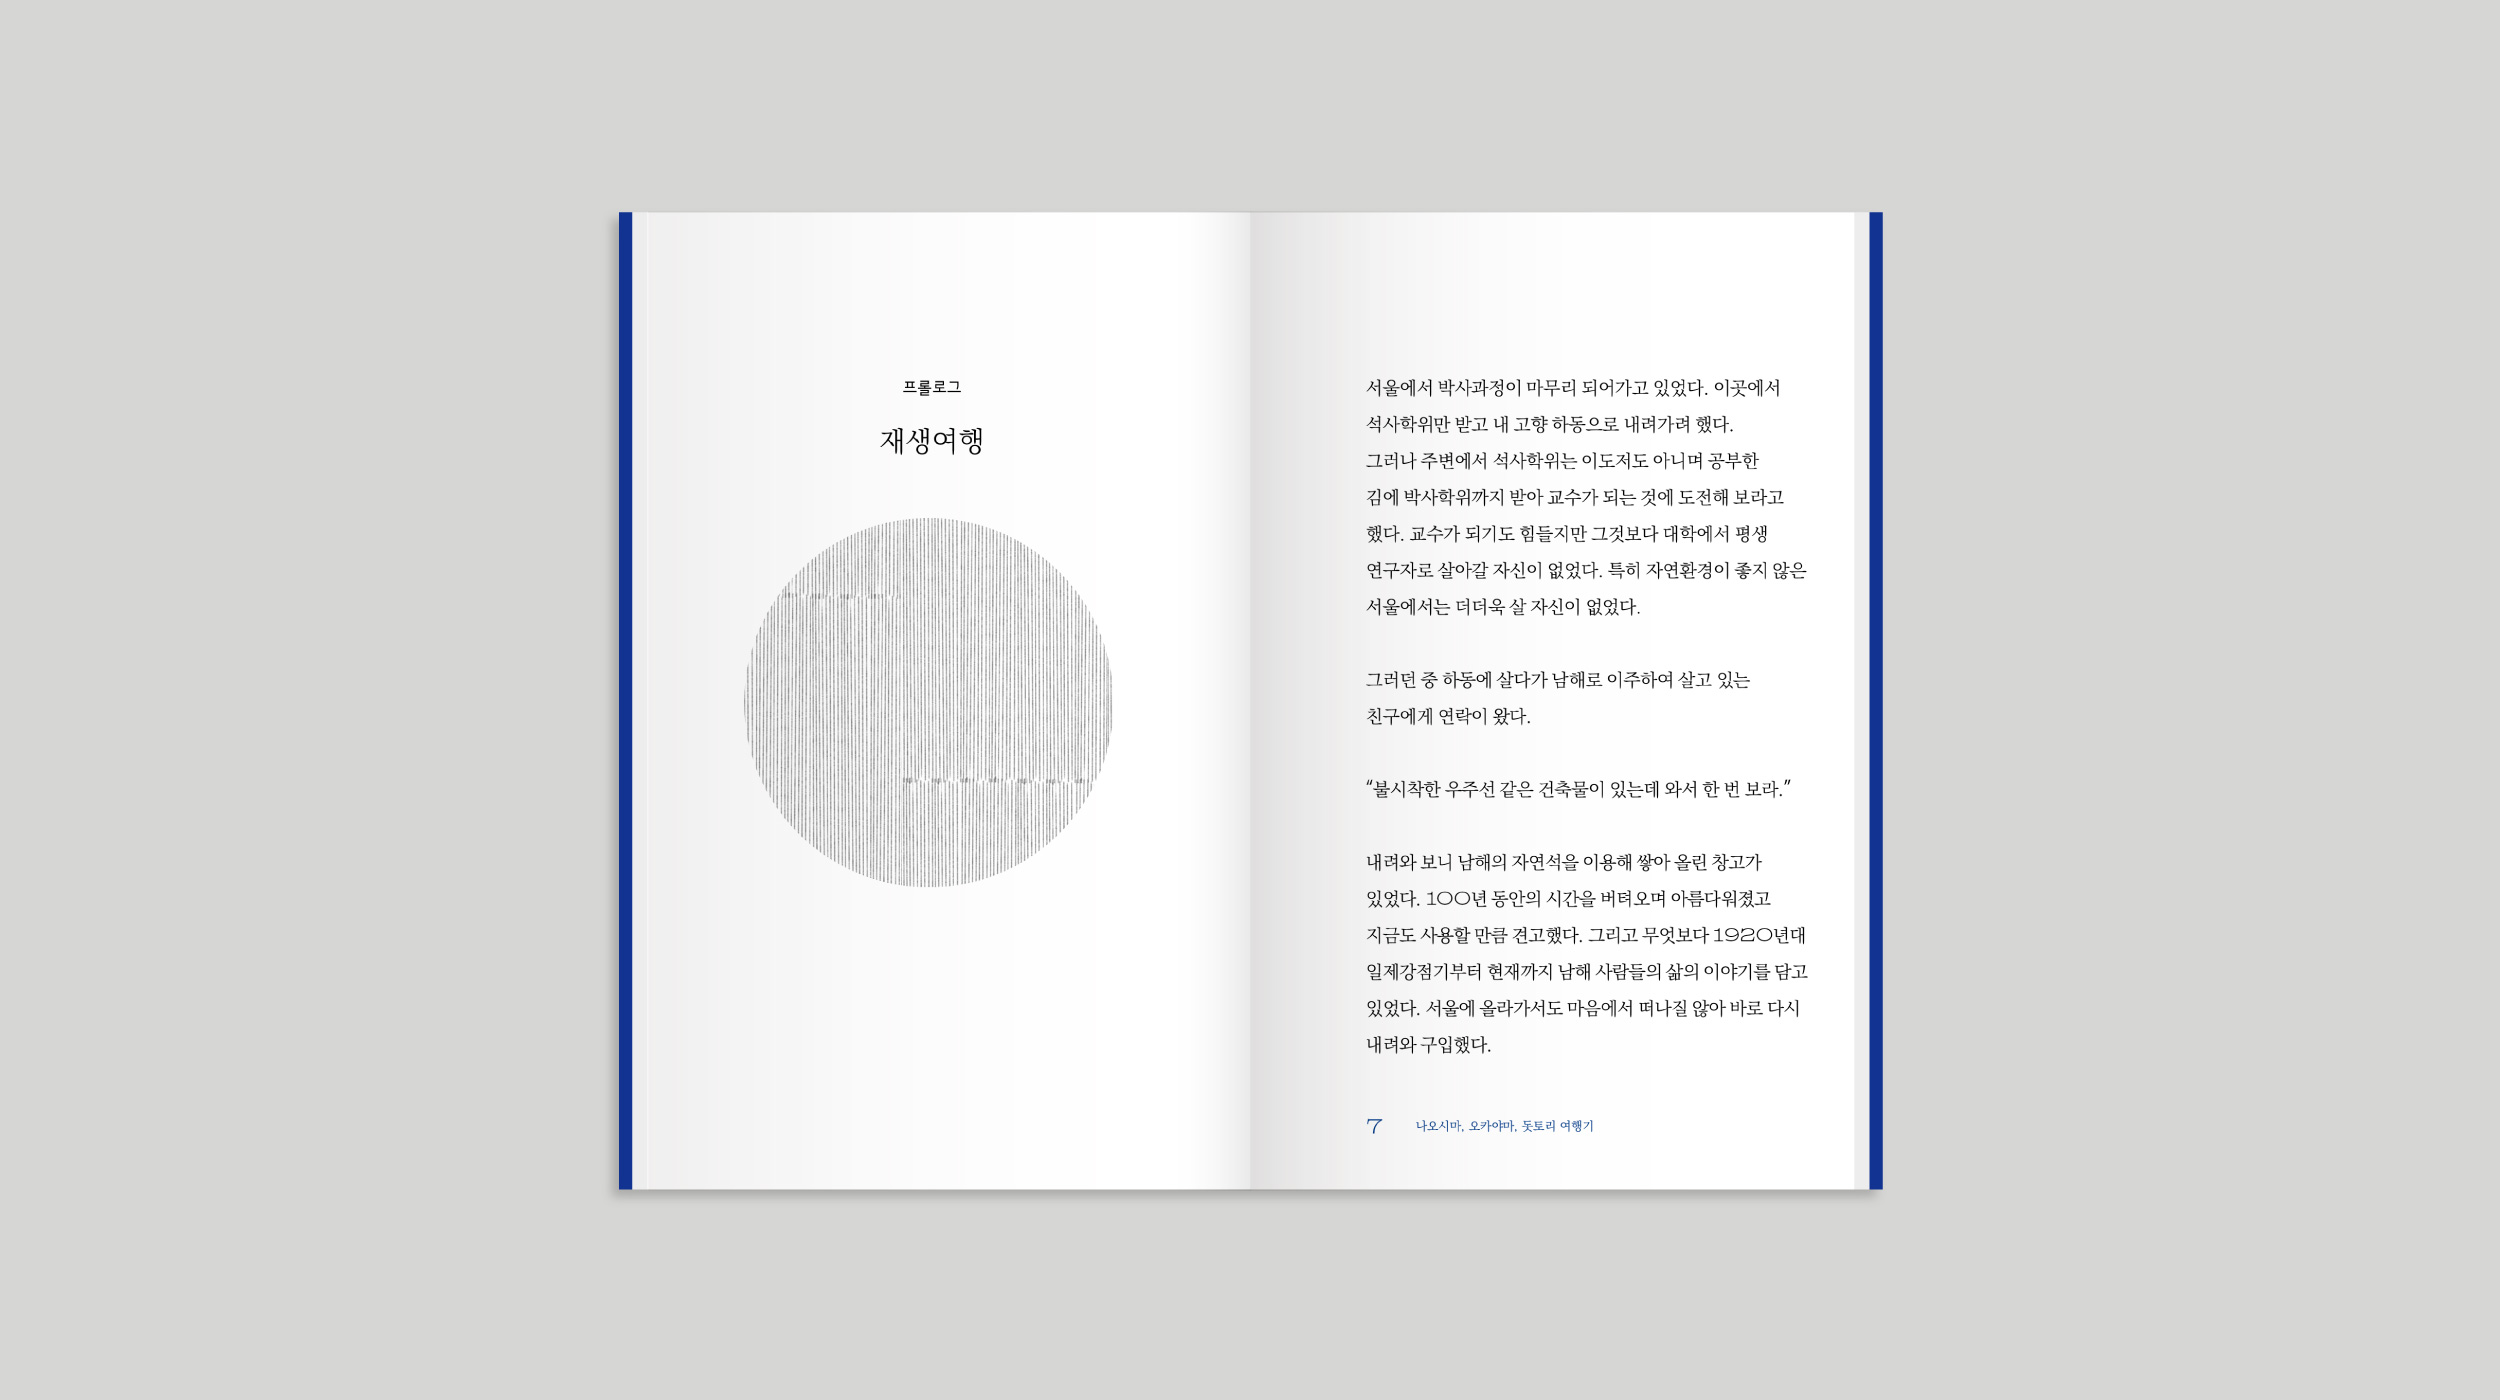 프롤로그
재생여행
서울에서 박사과정이 마무리 되어가고 있었다. 이곳에서
석사학위만 받고 내 고향 하동으로 내려가려 했다.
그러나 주변에서 석사학위는 이도저도 아니며 공부한
김에 박사학위까지 받아 교수가 되는 것에 도전해 보라고
했다. 교수가 되기도 힘들지만 그것보다 대학에서 평생
연구자로 살아갈 자신이 없었다. 특히 자연환경이 좋지 않은
서울에서는 더더욱 살 자신이 없었다.
그러던 중 하동에 살다가 남해로 이주하여 살고 있는
친구에게 연락이 왔다.
“불시착한 우주선 같은 건축물이 있는데 와서 한 번 보라.”
내려와 보니 남해의 자연석을 이용해 쌓아 올린 창고가
있었다. 100년 동안의 시간을 버텨오며 아름다워졌고
지금도 사용할 만큼 견고했다. 그리고 무엇보다 1920년대
일제강점기부터 현재까지 남해 사람들의 삶의 이야기를 담고
있었다. 서울에 올라가서도 마음에서 떠나질 않아 바로 다시
내려와 구입했다.
7 나오시마, 오카야마, 돗토리 여행기